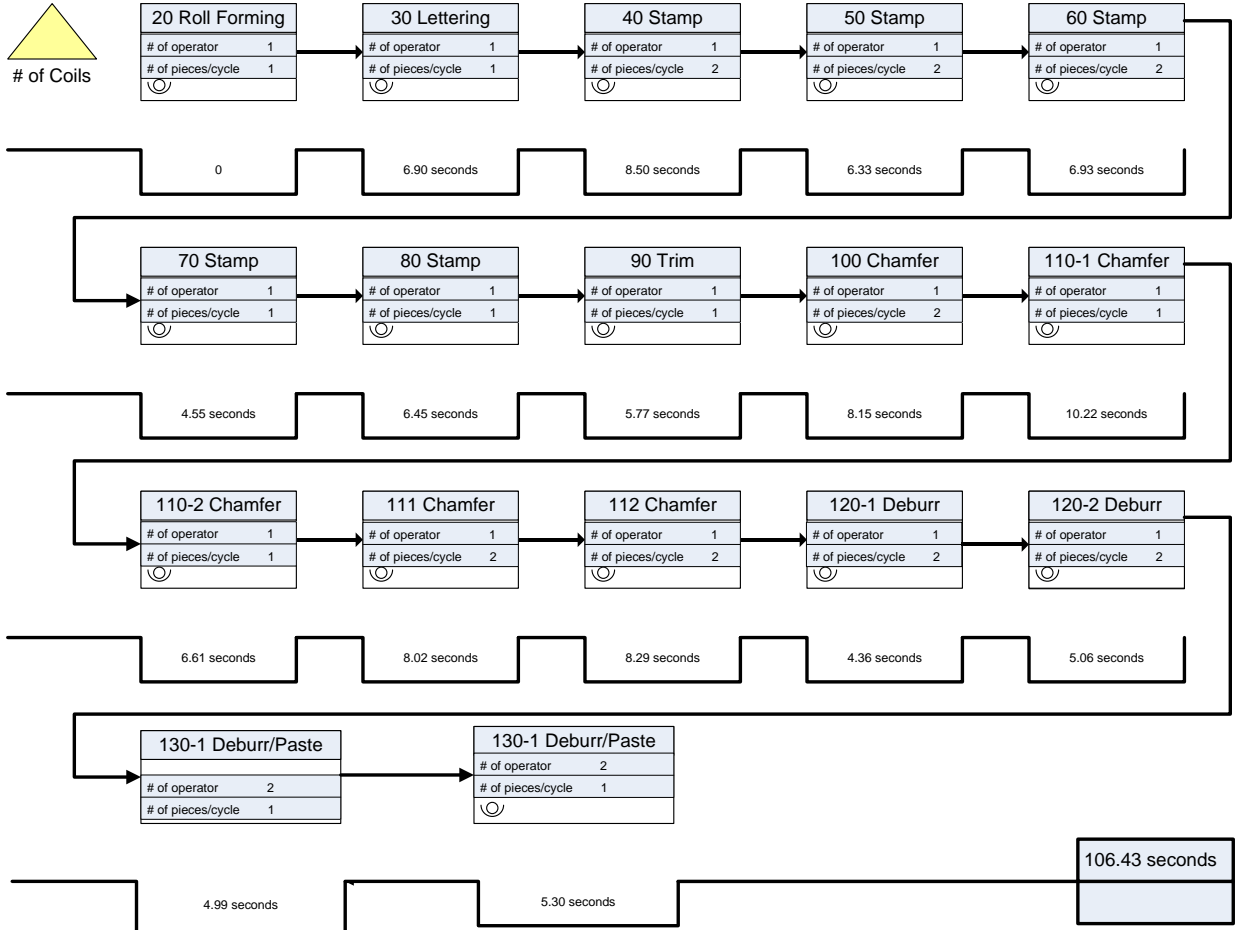 # of Coils
20 Roll Forming
# of operator 1
# of pieces/cycle 1
30 Lettering
# of operator 1
# of pieces/cycle 1
40 Stamp
# of operator 1
# of pieces/cycle 2
50 Stamp
# of operator 1
# of pieces/cycle 2
60 Stamp
# of operator 1
# of pieces/cycle 2
0
6.90 seconds
8.50 seconds
6.33 seconds
6.93 seconds
70 Stamp
# of operator 1
# of pieces/cycle 1
80 Stamp
# of operator 1
# of pieces/cycle 1
90 Trim
# of operator 1
# of pieces/cycle 1
100 Chamfer
# of operator 1
# of pieces/cycle 2
110-1 Chamfer
# of operator 1
# of pieces/cycle 1
4.55 seconds
6.45 seconds
5.77 seconds
8.15 seconds
10.22 seconds
110-2 Chamfer
# of operator 1
# of pieces/cycle 1
111 Chamfer
# of operator 1
# of pieces/cycle 2
112 Chamfer
# of operator 1
# of pieces/cycle 2
120-1 Deburr
# of operator 1
# of pieces/cycle 2
120-2 Deburr
# of operator 1
# of pieces/cycle 2
6.61 seconds
8.02 seconds
8.29 seconds
4.36 seconds
5.06 seconds
130-1 Deburr/Paste
# of operator 2
# of pieces/cycle 1
130-1 Deburr/Paste
# of operator 2
# of pieces/cycle 1
4.99 seconds
5.30 seconds
106.43 seconds